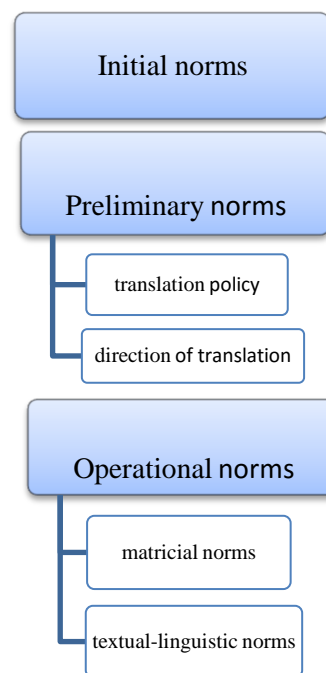 Initial norms
Preliminary norms
translation policy
direction of translation
Operational norms
matricial norms
textual-linguistic norms